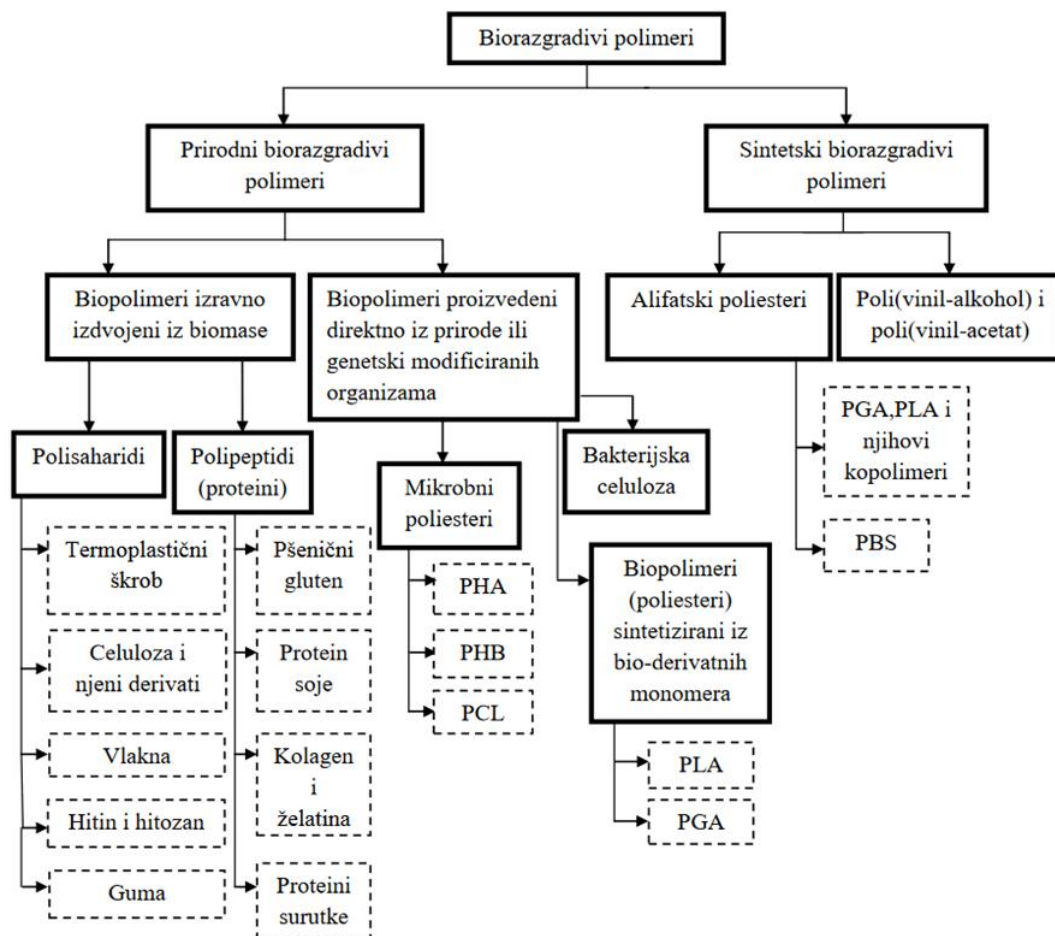 Biorazgradivi polimeri
Prirodni biorazgradivi
polimeri
Sintetski biorazgradivi
polimeri
Biopolimeri izravno
izdvojeni iz biomase
Biopolimeri proizvedeni
direktno iz prirode ili
genetski modificiranih
organizama
Alifatski poliesteri
Poli(vinil-alkohol) i
poli(vinil-acetat)
Polisaharidi
Polipeptidi
(proteini)
Mikrobni
poliesteri
Bakterijska
celuloza
PGA,PLA i
njihovi
kopolimeri
PBS
Termoplastični
škrob
Celuloza i
njeni derivati
Vlakna
Hitin i hitozan
Guma
Pšenični
gluten
Protein
soje
Kolagen
i
želatina
Proteini
surutke
PHA
PHB
PCL
Biopolimeri
(poliesteri)
sintetizirani iz
bio-derivatnih
monomera
PLA
PGA